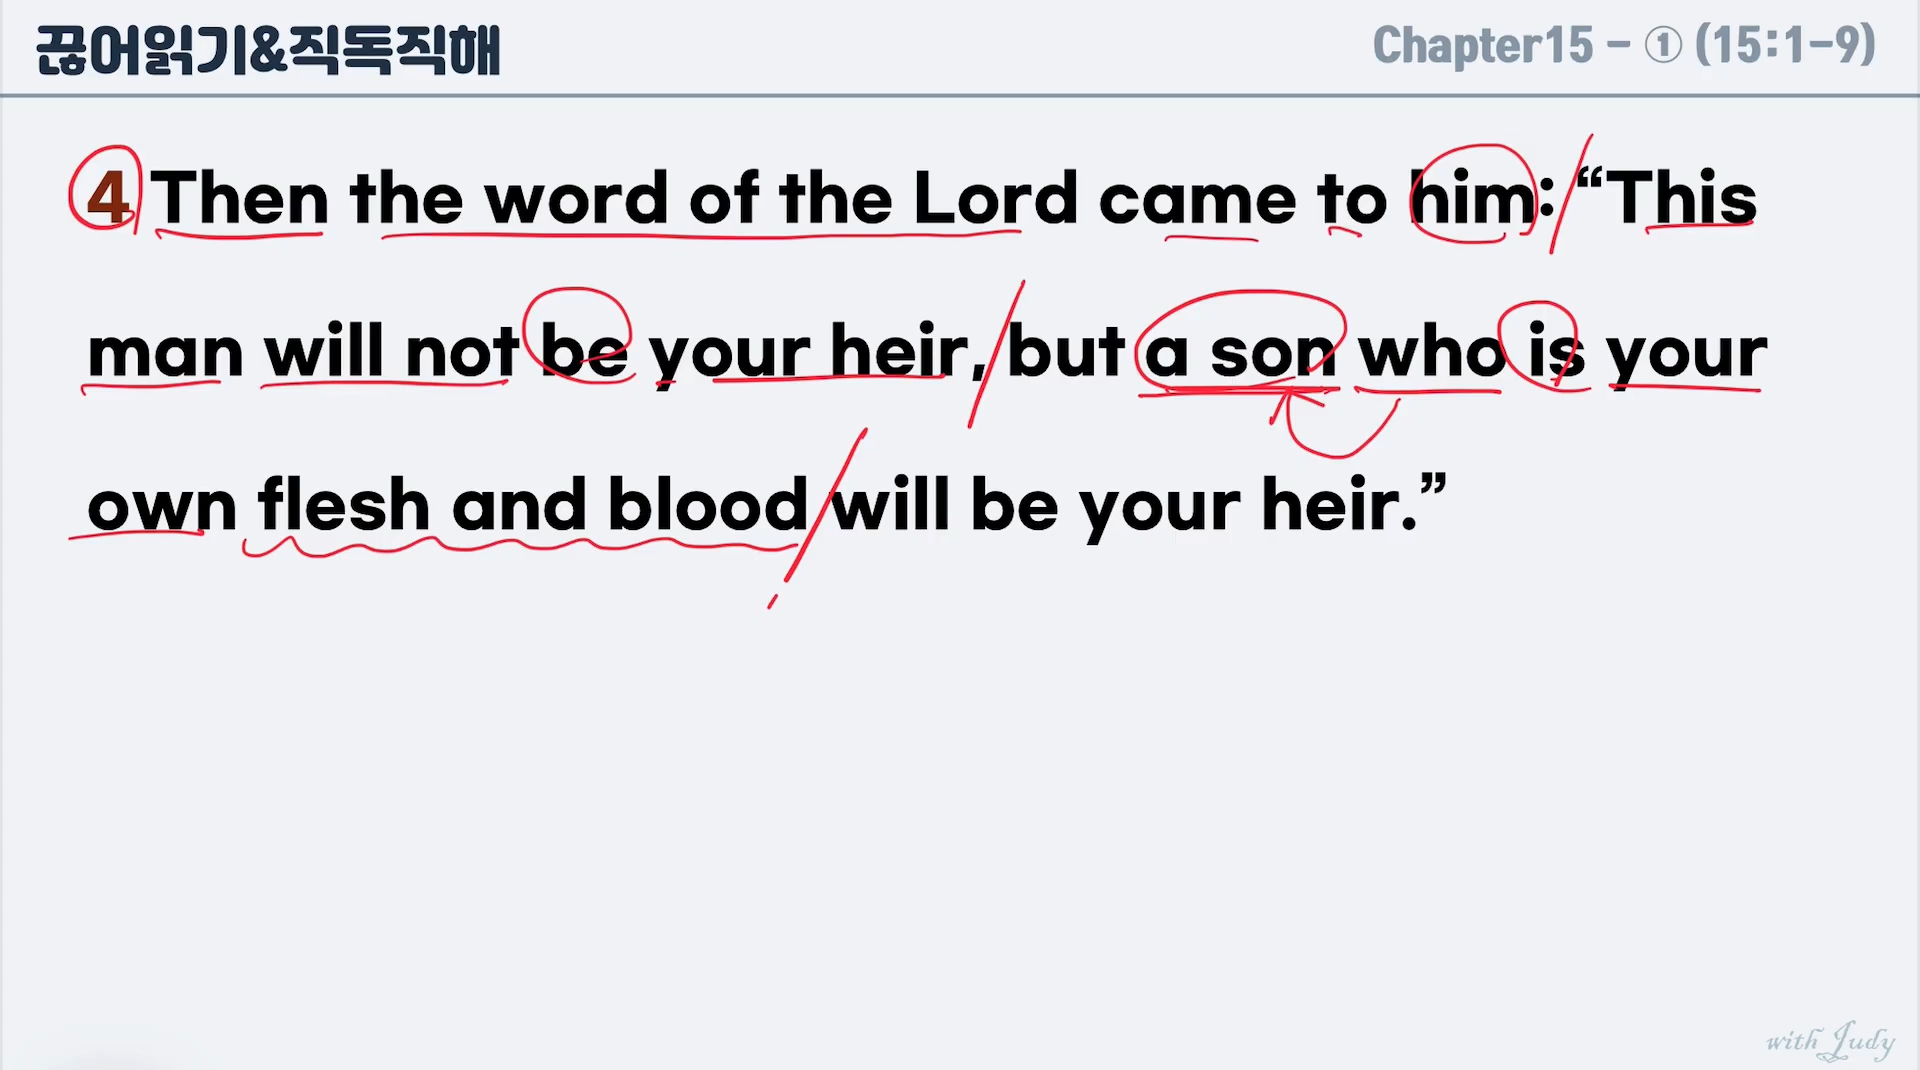 끊어읽기&직독직해
Chapter15 – ① (15:1–9)
4 Then the word of the Lord came to him: “This
man will not be your heir, but a son who is your
own flesh and blood will be your heir.”
with Judy